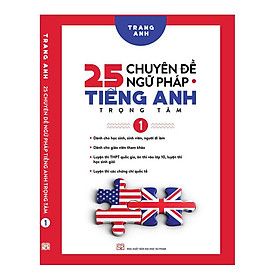 TRANG ANH
25 CHUYÊN ĐỀ NGỮ PHÁP TIẾNG ANH TRỌNG TÂM
1
TRANG ANH
25 CHUYÊN ĐỀ
NGỮ PHÁP
TIẾNG ANH
TRỌNG TÂM
1
• Dành cho học sinh, sinh viên, người đi làm
• Dành cho giáo viên tham khảo
• Luyện thi THPT quốc gia, ôn thi vào lớp 10, luyện thi
học sinh giỏi
• Luyện thi các chứng chỉ quốc tế